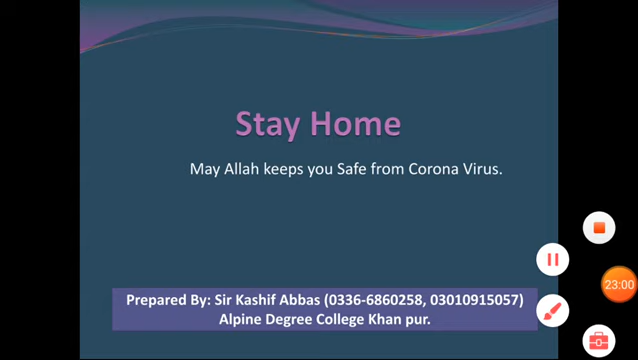 Stay Home
May Allah keeps you Safe from Corona Virus.
Prepared By: Sir Kashif Abbas (0336-6860258, 03010915057)
Alpine Degree College Khan pur.
23:00